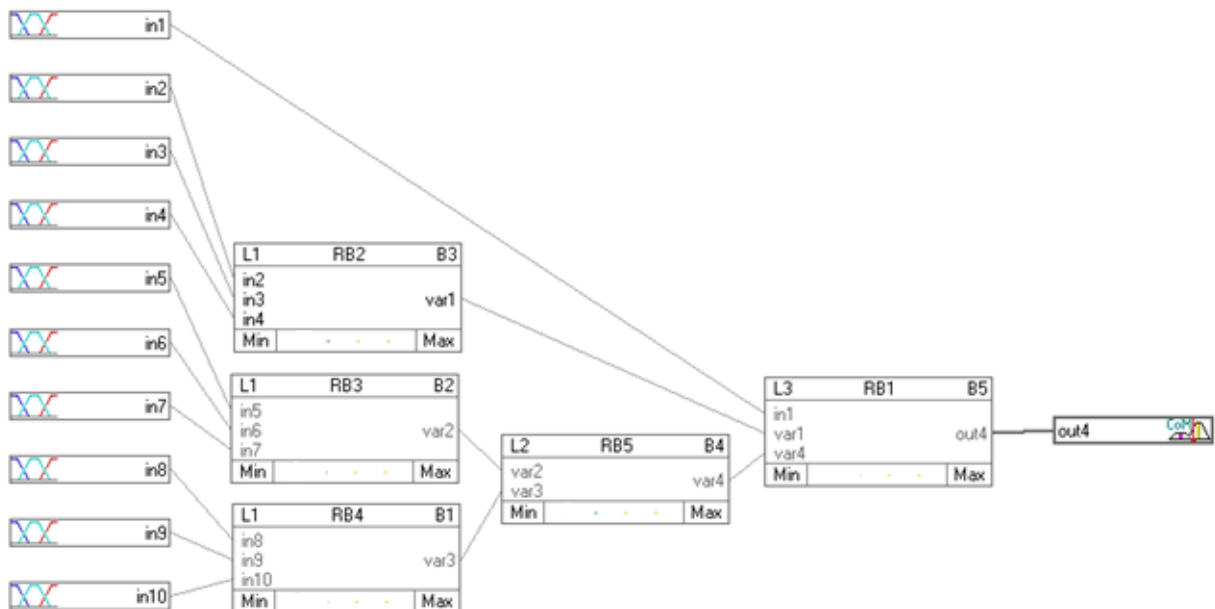 in1
in2
in3
in4
in5
in6
in7
in8
in9
in10
L1 RB2 B3
in2
in3
in4
var1
Min Max
L1 RB3 B2
in5
in6
in7
var2
Min Max
L1 RB4 B1
in8
in9
in10
var3
Min Max
L2 RB5 B4
var2
var3
var4
Min Max
L3 RB1 B5
in1
var1
var4
out4
Min Max
out4 CoM